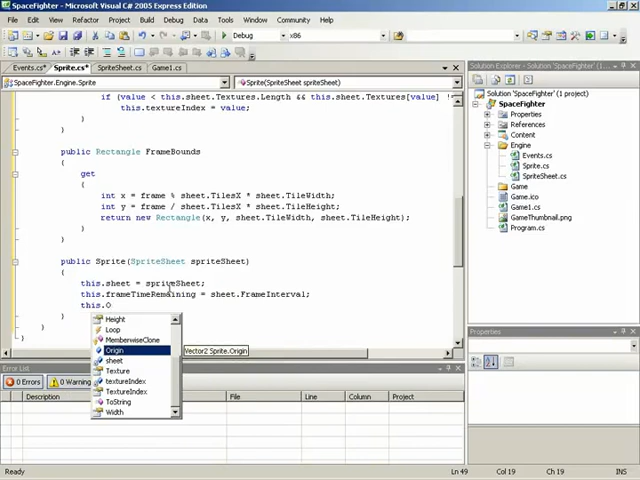 SpaceFighter - Microsoft Visual C# 2005 Express Edition
File Edit View Refactor Project Build Debug Data Tools Window Community Help
Debug x86
Events.cs* Sprite.cs* SpriteSheet.cs Game1.cs
SpaceFighter.Engine.Sprite Sprite(SpriteSheet spriteSheet)
if (value < this.sheet.Textures.Length && this.sheet.Textures[value] !=
this.textureIndex = value;
}
}
public Rectangle FrameBounds
{
get
{
int x = frame % sheet.TilesX * sheet.TileWidth;
int y = frame / sheet.TilesX * sheet.TileHeight;
return new Rectangle(x, y, sheet.TileWidth, sheet.TileHeight);
}
}
public Sprite(SpriteSheet spriteSheet)
{
this.sheet = spriteSheet;
this.frameTimeRemaining = sheet.FrameInterval;
this.O
}
}
}
Height
Loop
MemberwiseClone
Origin
Vector2 Sprite.Origin
sheet
Texture
textureIndex
TextureIndex
ToString
Width
Error List
0 Errors 0 Warning
Description File Line Column Project
Solution Explorer - SpaceFighter
Solution 'SpaceFighter' (1 project)
SpaceFighter
Properties
References
Content
Engine
Events.cs
Sprite.cs
SpriteSheet.cs
Game
Game.ico
Game1.cs
GameThumbnail.png
Program.cs
Properties
Ln 49 Col 19 Ch 19 INS